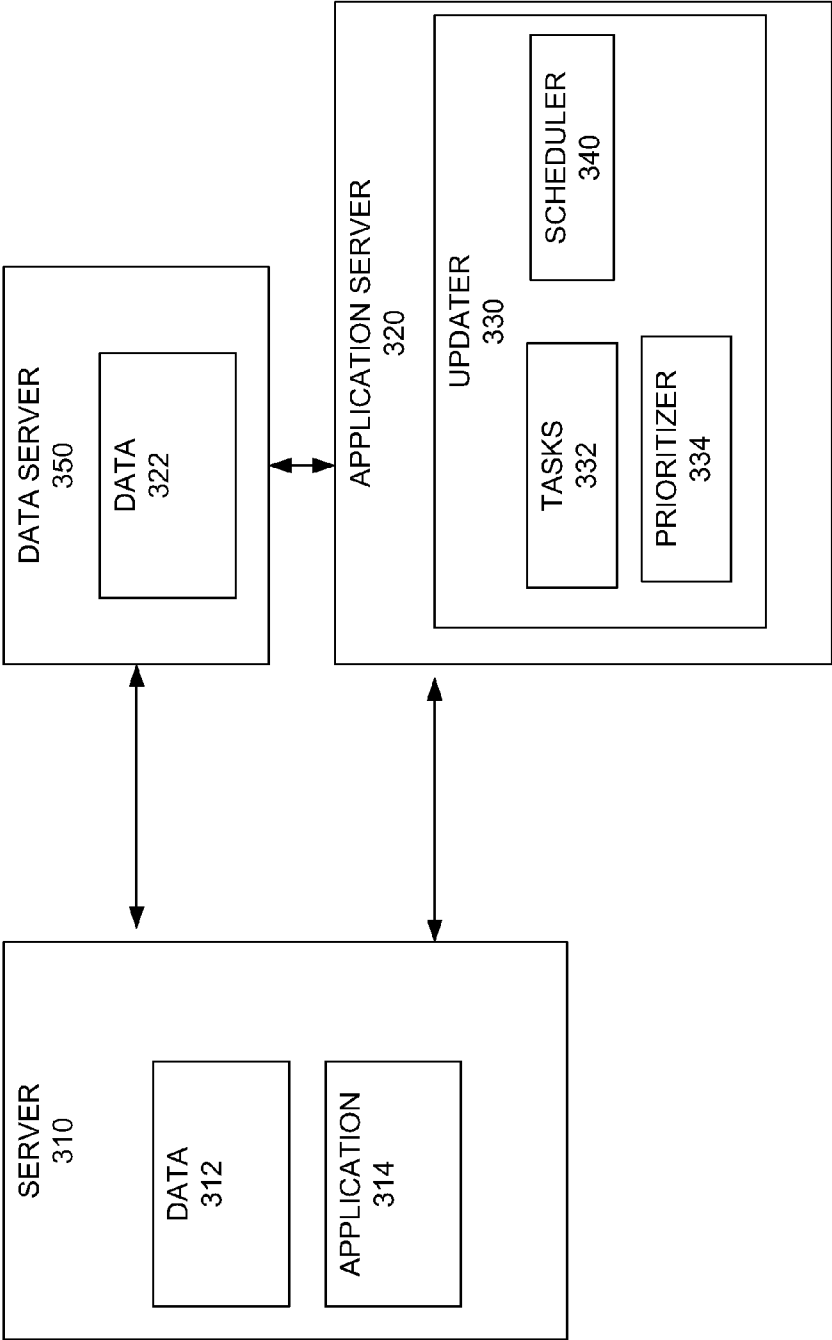 SERVER
310
DATA
312
APPLICATION
314
DATA SERVER
350
DATA
322
APPLICATION SERVER
320
UPDATER
330
TASKS
332
PRIORITIZER
334
SCHEDULER
340